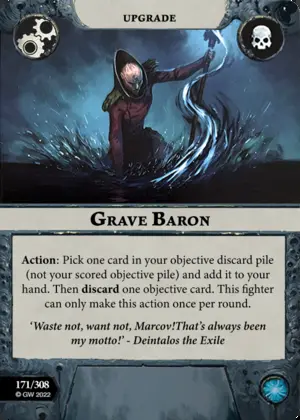 UPGRADE
GRAVE BARON
Action: Pick one card in your objective discard pile
(not your scored objective pile) and add it to your
hand. Then discard one objective card. This fighter
can only make this action once per round.
‘Waste not, want not, Marcov!That’s always been
my motto!’ - Deintalos the Exile
171/308
© GW 2022